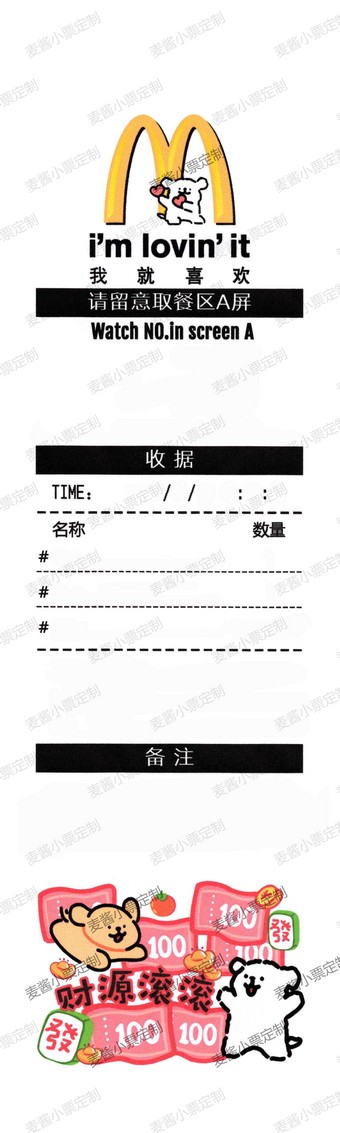 i'm lovin' it
我就喜欢
请留意取餐区A屏
Watch NO.in screen A
收据
TIME: / / : :
名称 数量
#
#
#
备注
100
100
100
100
發
财源滚滚
發
100
100
麦酱小票定制